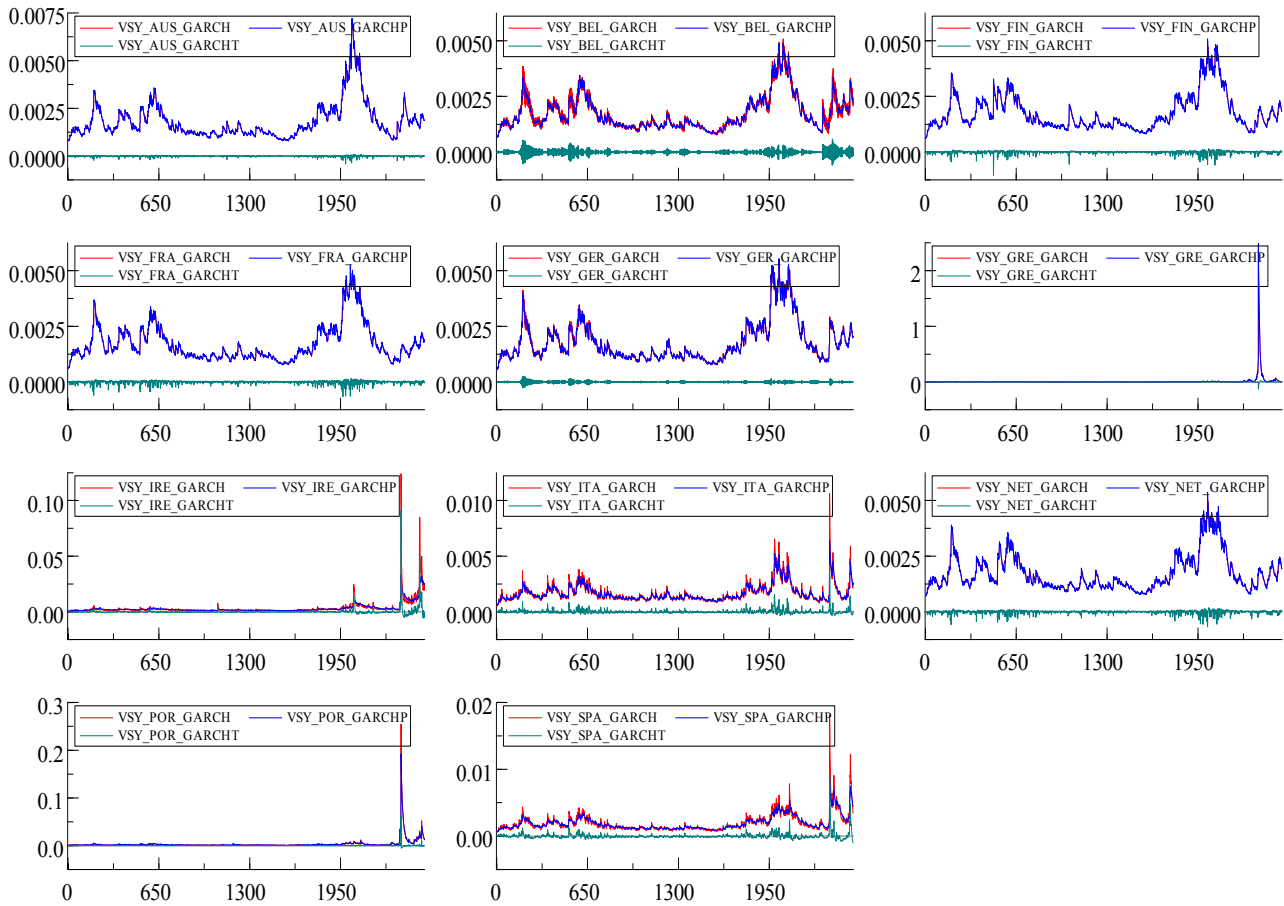 0.0075
VSY_AUS_GARCH VSY_AUS_GARCHP
VSY_AUS_GARCHT
0.0050
0.0025
0.0000
0 650 1300 1950
VSY_BEL_GARCH VSY_BEL_GARCHP
VSY_BEL_GARCHT
0.0050
0.0025
0.0000
0 650 1300 1950
VSY_FIN_GARCH VSY_FIN_GARCHP
VSY_FIN_GARCHT
0.0050
0.0025
0.0000
0 650 1300 1950
VSY_FRA_GARCH VSY_FRA_GARCHP
VSY_FRA_GARCHT
0.0050
0.0025
0.0000
0 650 1300 1950
VSY_GER_GARCH VSY_GER_GARCHP
VSY_GER_GARCHT
0.0050
0.0025
0.0000
0 650 1300 1950
VSY_GRE_GARCH VSY_GRE_GARCHP
VSY_GRE_GARCHT
2
1
0
0 650 1300 1950
VSY_IRE_GARCH VSY_IRE_GARCHP
VSY_IRE_GARCHT
0.10
0.05
0.00
0 650 1300 1950
VSY_ITA_GARCH VSY_ITA_GARCHP
VSY_ITA_GARCHT
0.010
0.005
0.000
0 650 1300 1950
VSY_NET_GARCH VSY_NET_GARCHP
VSY_NET_GARCHT
0.0050
0.0025
0.0000
0 650 1300 1950
0.3
VSY_POR_GARCH VSY_POR_GARCHP
VSY_POR_GARCHT
0.2
0.1
0.0
0 650 1300 1950
0.02
VSY_SPA_GARCH VSY_SPA_GARCHP
VSY_SPA_GARCHT
0.01
0.00
0 650 1300 1950